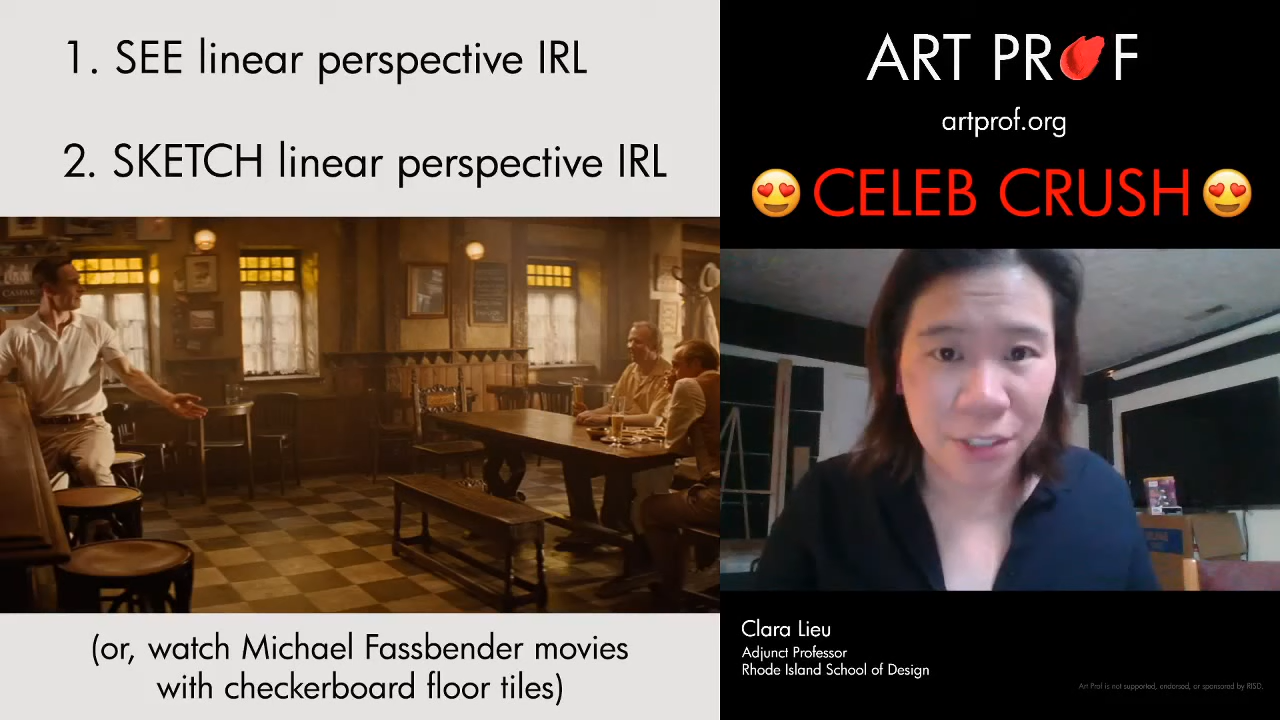 1. SEE linear perspective IRL
2. SKETCH linear perspective IRL
CASPAR
(or, watch Michael Fassbender movies
with checkerboard floor tiles)
ART PROF
artprof.org
😍 CELEB CRUSH 😍
Clara Lieu
Adjunct Professor
Rhode Island School of Design
Art Prof is not supported, endorsed, or sponsored by RISD.